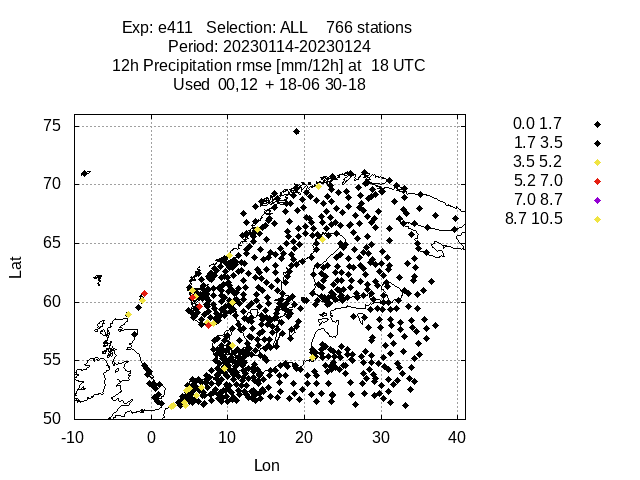 Exp: e411   Selection: ALL    766 stations
Period: 20230114-20230124
12h Precipitation rmse [mm/12h] at  18 UTC
Used  00,12  + 18-06 30-18
0.0 1.7
1.7 3.5
3.5 5.2
5.2 7.0
7.0 8.7
8.7 10.5
Lat
75
70
65
60
55
50
-10 0 10 20 30 40
Lon